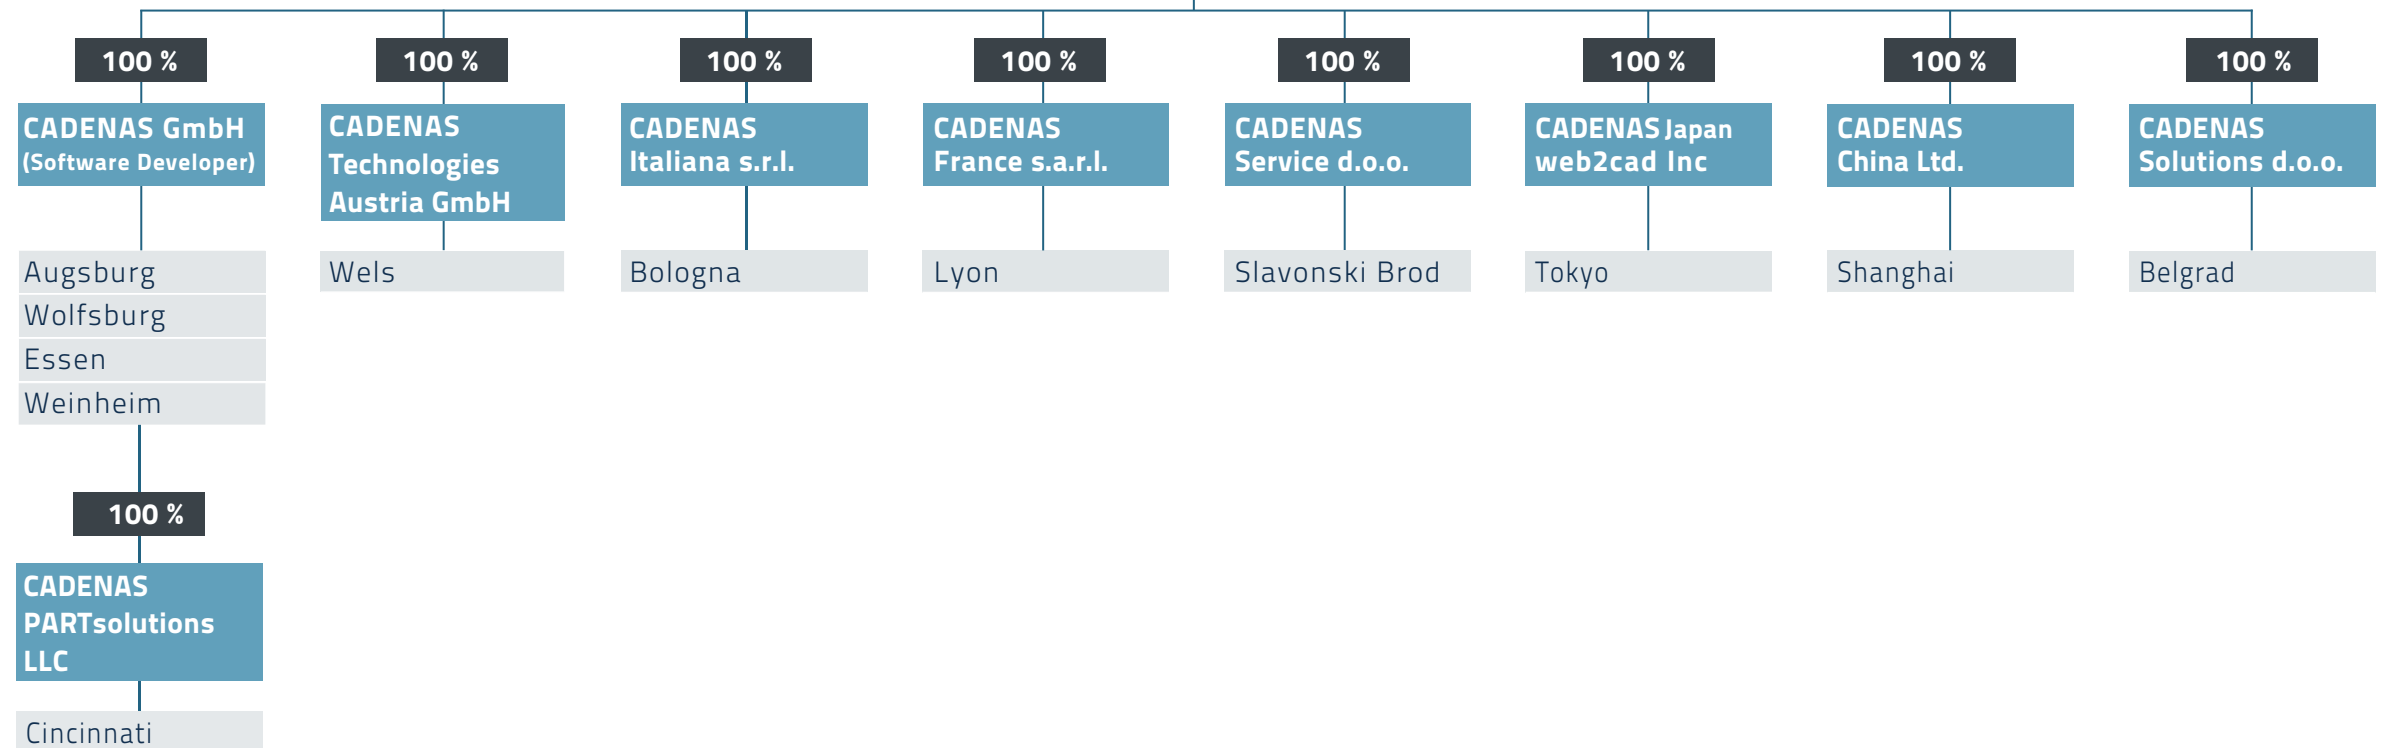 100 %
CADENAS GmbH
(Software Developer)
Augsburg
Wolfsburg
Essen
Weinheim
100 %
CADENAS
PARTsolutions
LLC
Cincinnati
100 %
CADENAS
Technologies
Austria GmbH
Wels
100 %
CADENAS
Italiana s.r.l.
Bologna
100 %
CADENAS
France s.a.r.l.
Lyon
100 %
CADENAS
Service d.o.o.
Slavonski Brod
100 %
CADENAS Japan
web2cad Inc
Tokyo
100 %
CADENAS
China Ltd.
Shanghai
100 %
CADENAS
Solutions d.o.o.
Belgrad